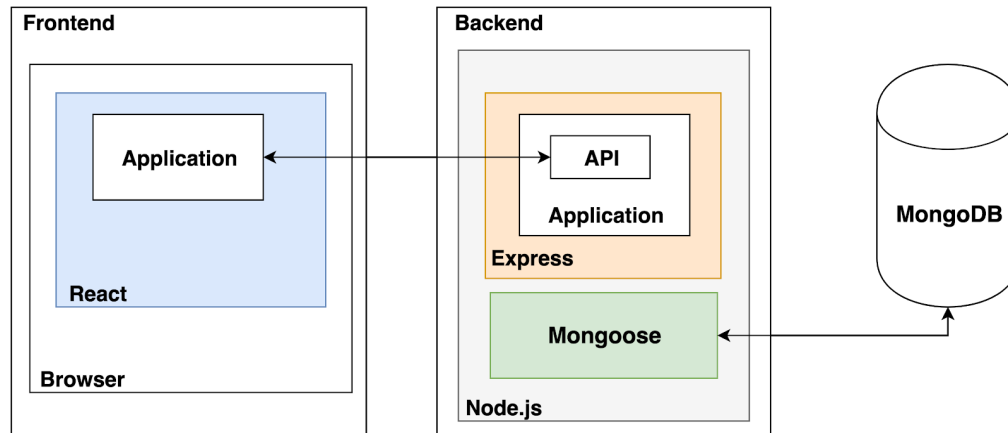 Frontend
Application
React
Browser
Backend
API
Application
Express
Mongoose
Node.js
MongoDB